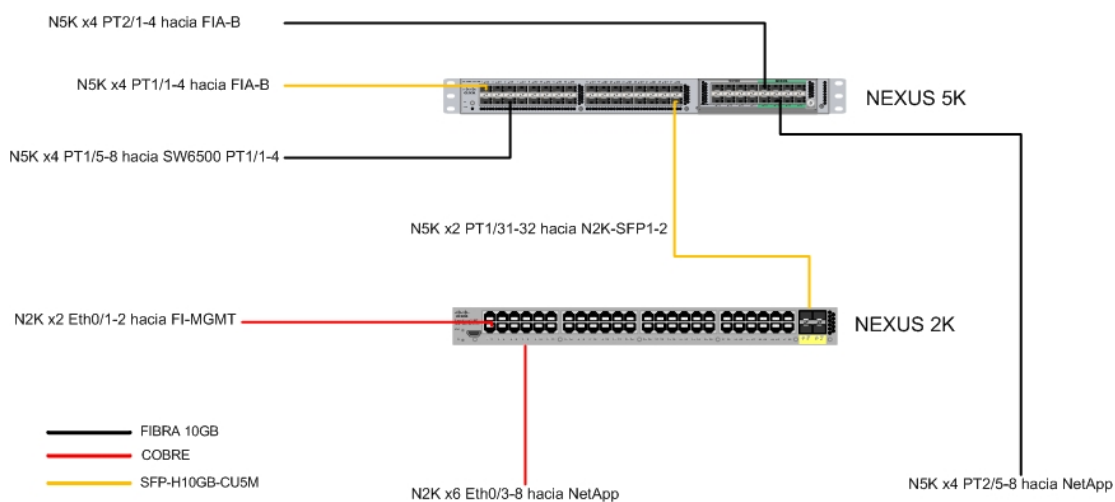 N5K x4 PT2/1-4 hacia FIA-B
N5K x4 PT1/1-4 hacia FIA-B
NEXUS 5K
N5K x4 PT1/5-8 hacia SW6500 PT1/1-4
N5K x2 PT1/31-32 hacia N2K-SFP1-2
N2K x2 Eth0/1-2 hacia FI-MGMT
NEXUS 2K
FIBRA 10GB
COBRE
SFP-H10GB-CU5M
N2K x6 Eth0/3-8 hacia NetApp
N5K x4 PT2/5-8 hacia NetApp